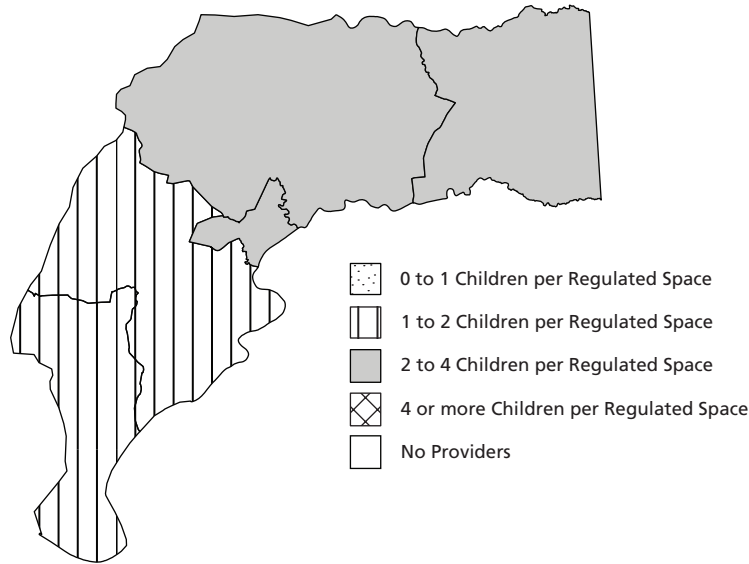 0 to 1 Children per Regulated Space
1 to 2 Children per Regulated Space
2 to 4 Children per Regulated Space
4 or more Children per Regulated Space
No Providers